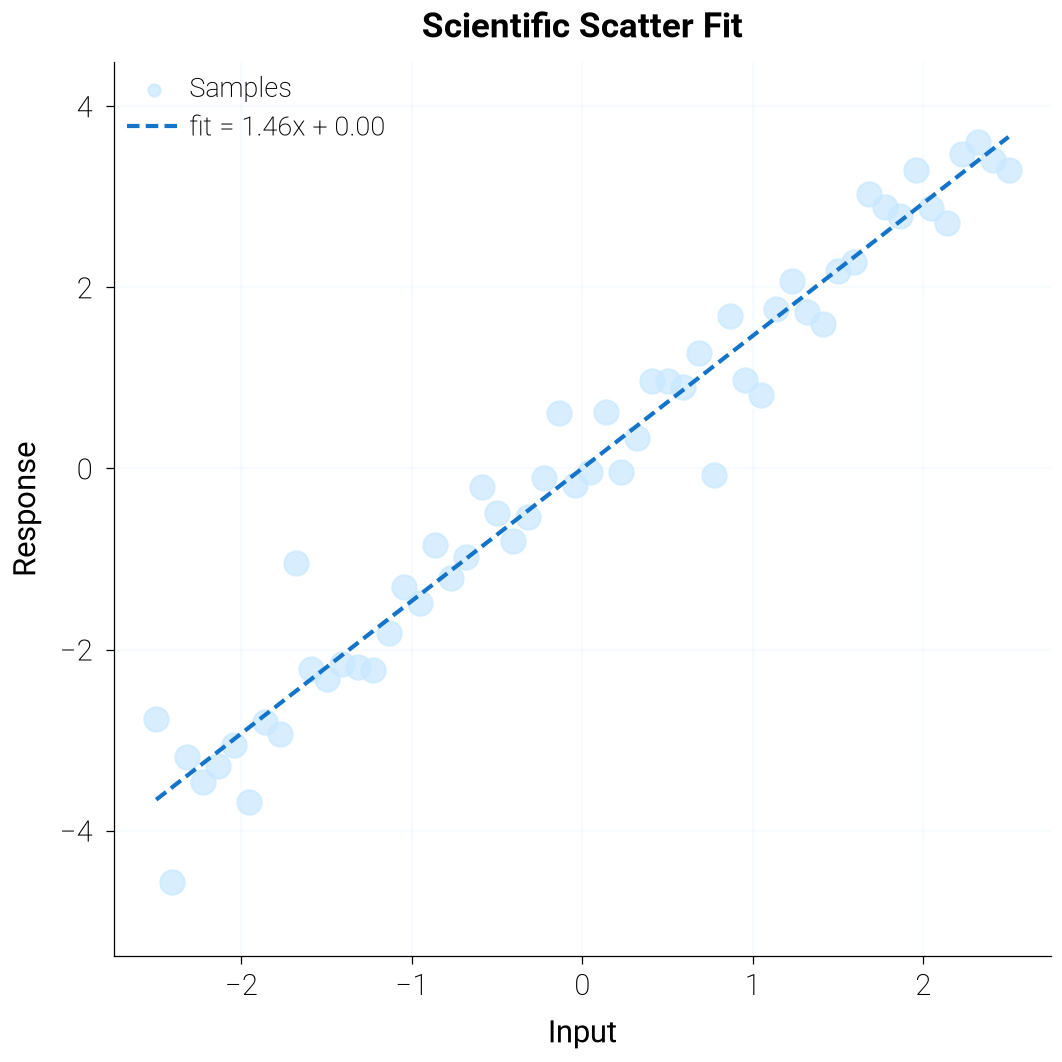 Scientific Scatter Fit
Samples
fit = 1.46x + 0.00
4
2
0
−2
−4
Response
−2
−1
0
1
2
Input